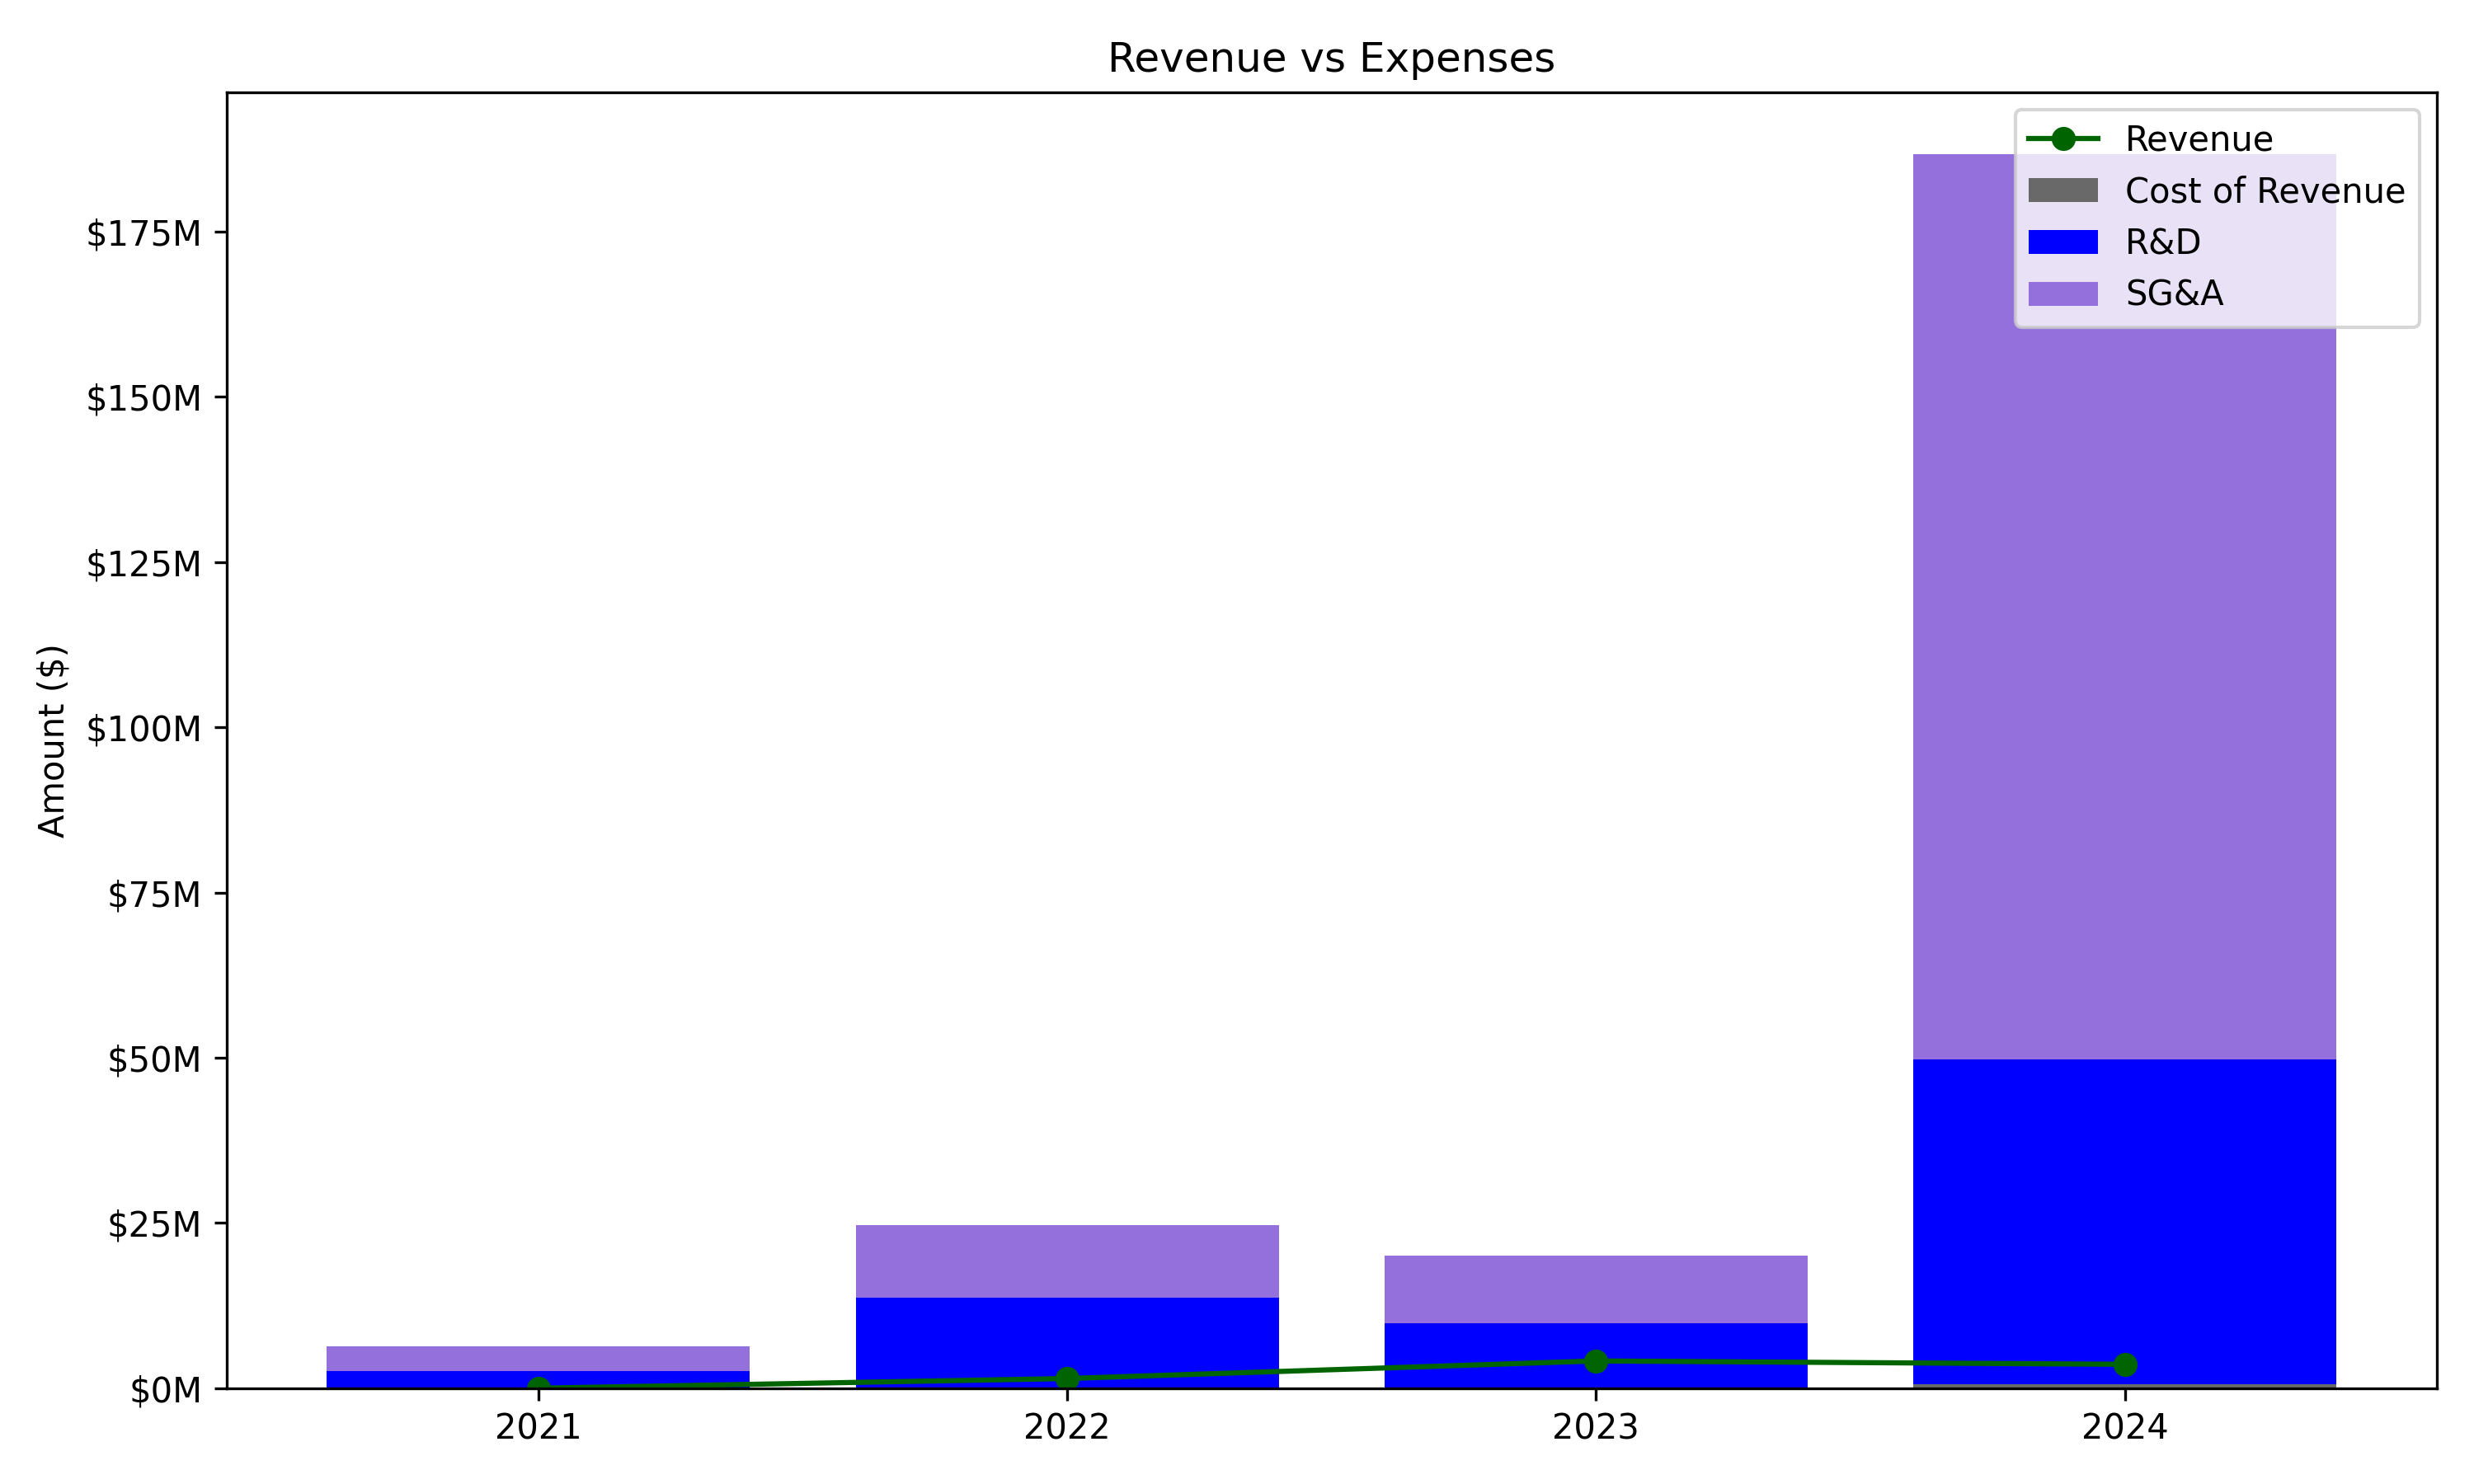 Revenue vs Expenses
Revenue
Cost of Revenue
R&D
SG&A
Amount ($)
$175M
$150M
$125M
$100M
$75M
$50M
$25M
$0M
2021
2022
2023
2024